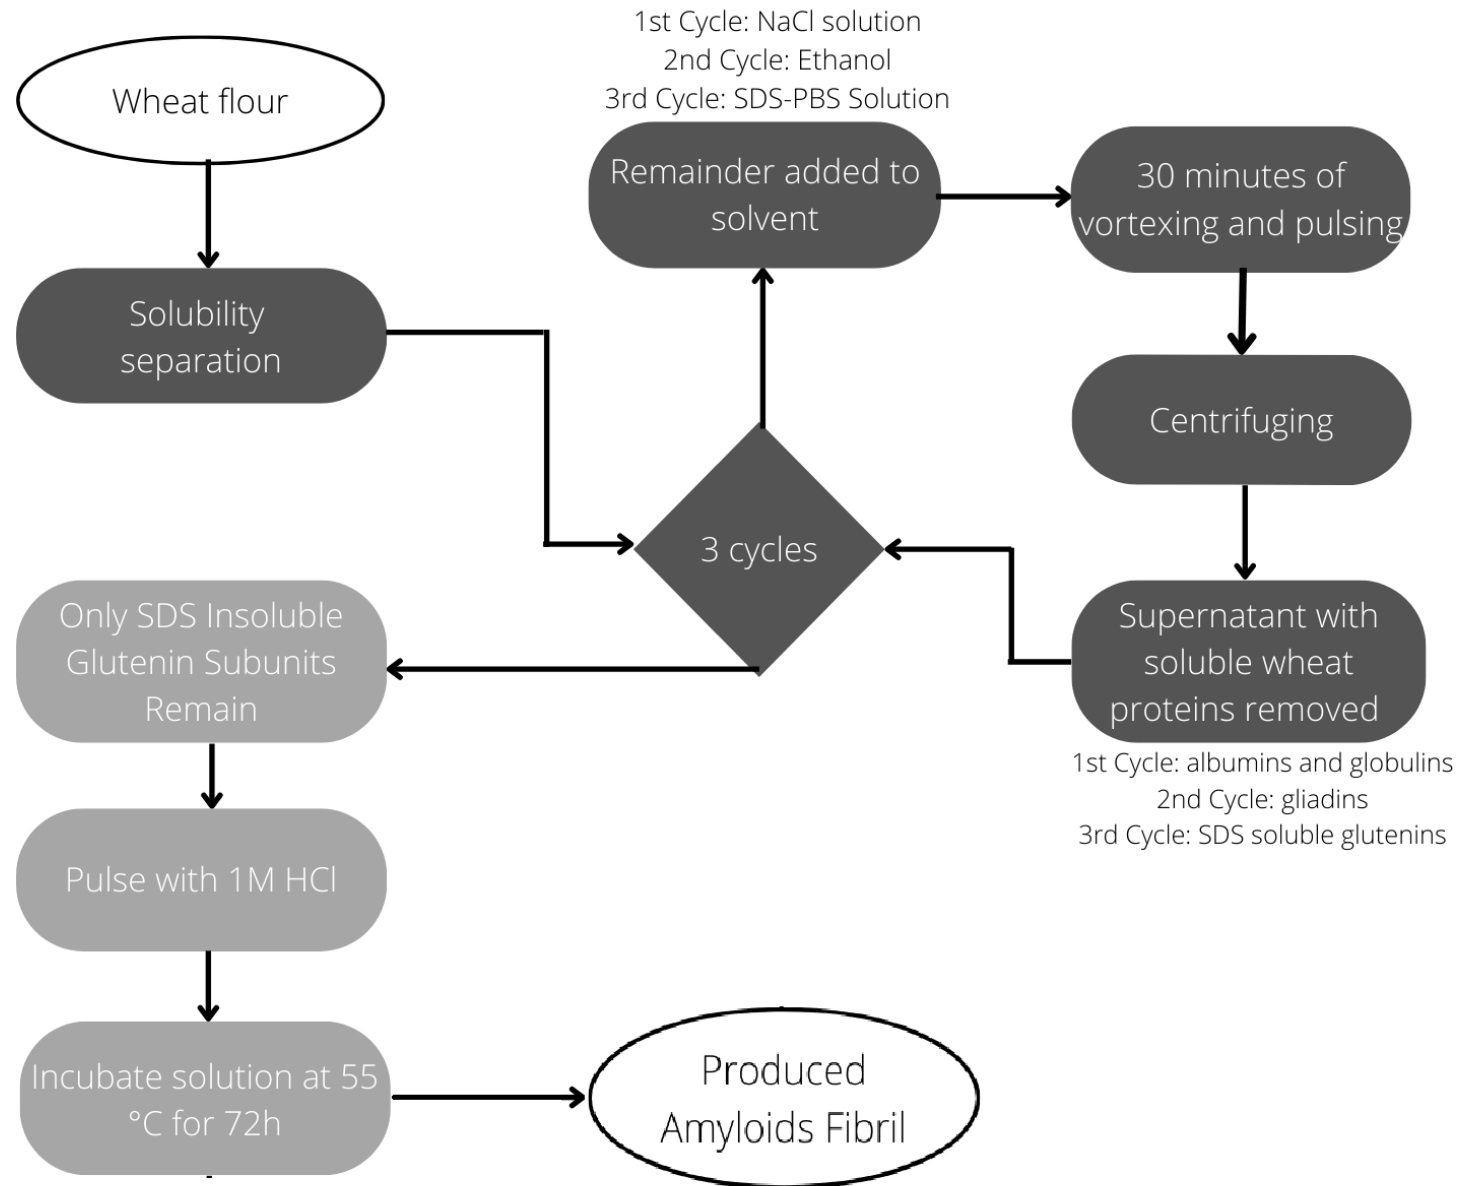 Wheat flour
Solubility
separation
1st Cycle: NaCl solution
2nd Cycle: Ethanol
3rd Cycle: SDS-PBS Solution
Remainder added to
solvent
30 minutes of
vortexing and pulsing
Centrifuging
Supernatant with
soluble wheat
proteins removed
1st Cycle: albumins and globulins
2nd Cycle: gliadins
3rd Cycle: SDS soluble glutenins
3 cycles
Only SDS Insoluble
Glutenin Subunits
Remain
Pulse with 1M HCl
Incubate solution at 55
°C for 72h
Produced
Amyloids Fibril